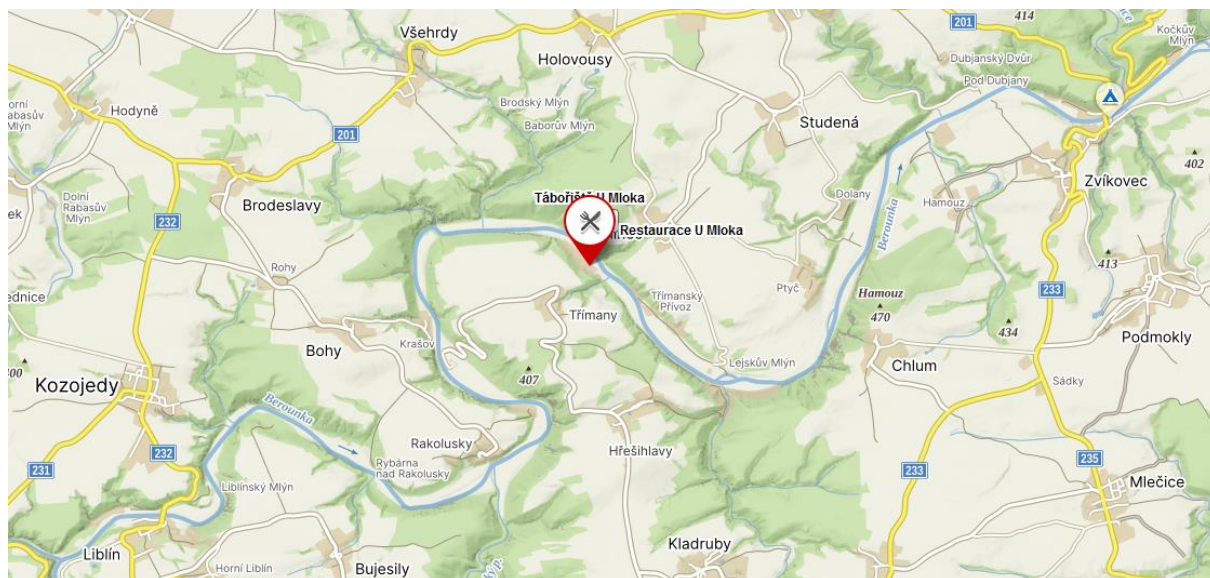 201
414
Všehrdy
Holovousy
Kočkův
Mlýn
Dubjanský Dvůr
Pod Dubjany
Hodyně
Rabasův
Mlýn
Brodský Mlýn
Baborův Mlýn
201
Studená
402
Zvíkovec
Dolní
Rabasův
Mlýn
232
Brodeslavy
Tábořiště U Mloka
Restaurace U Mloka
Dolany
Hamouz
Berounka
413
Rohy
Ptyč
233
Třímanský
Přívoz
Hamouz
470
434
Třímany
Podmokly
Bohy
Krašov
Lejskův Mlýn
Chlum
407
Sádky
Kozojedy
Berounka
Rakolusky
Hřešihlavy
232
231
Rybárna
nad Rakolusky
233
235
Liblínský Mlýn
Mlečice
Liblín
Horní Liblín
Bujesily
Kladruby